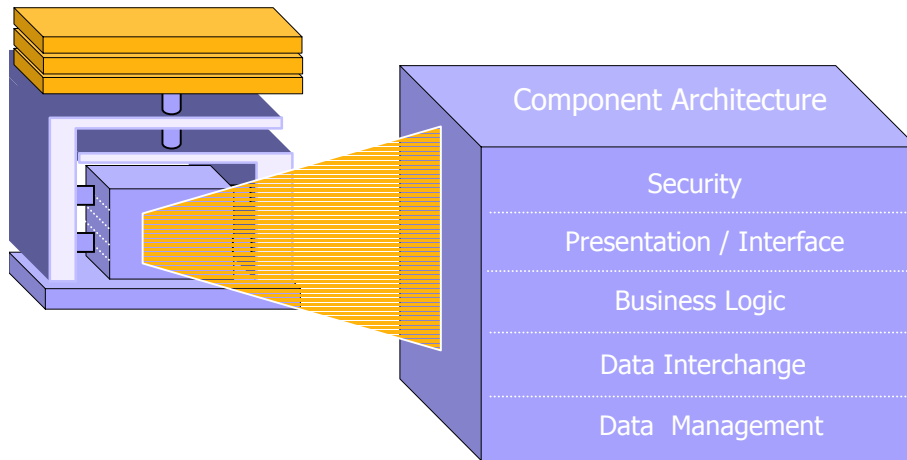 Component Architecture
Security
Presentation / Interface
Business Logic
Data Interchange
Data Management